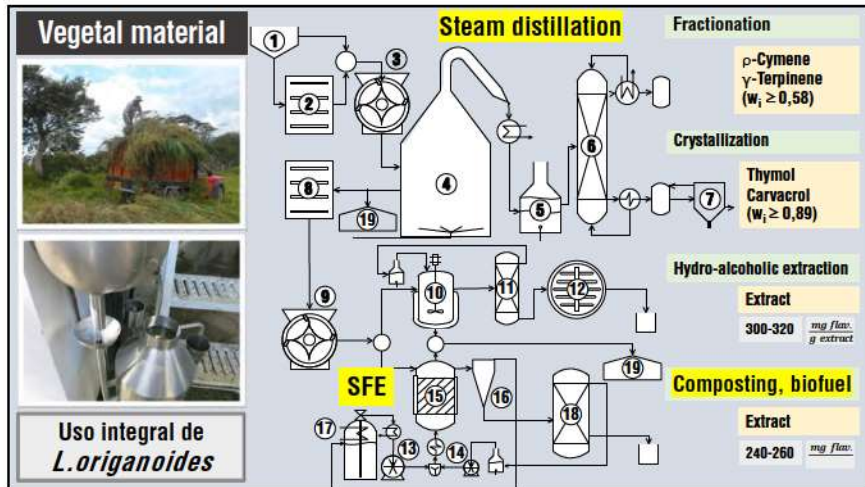 Vegetal material
Steam distillation
Fractionation
ρ-Cymene
γ-Terpinene
(wᵢ ≥ 0,58)
Crystallization
Thymol
Carvacrol
(wᵢ ≥ 0,89)
Hydro-alcoholic extraction
Extract
300-320
mg flav.
g extract
SFE
Composting, biofuel
Extract
240-260
mg flav.
Uso integral de
L.origanoides
1
2
3
4
5
6
7
8
19
9
10
11
12
19
15
16
17
13
14
18